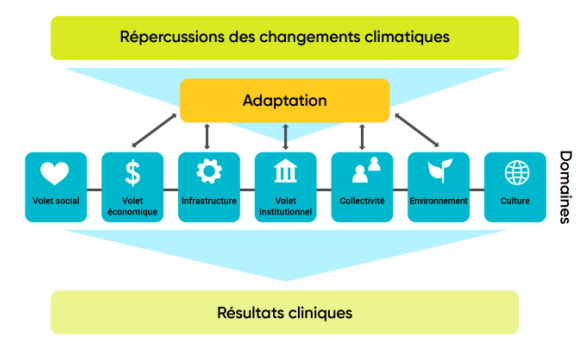 Répercussions des changements climatiques
Adaptation
Volet social
Volet
économique
Infrastructure
Volet
institutionnel
Collectivité
Environnement
Culture
Domaines
Résultats cliniques